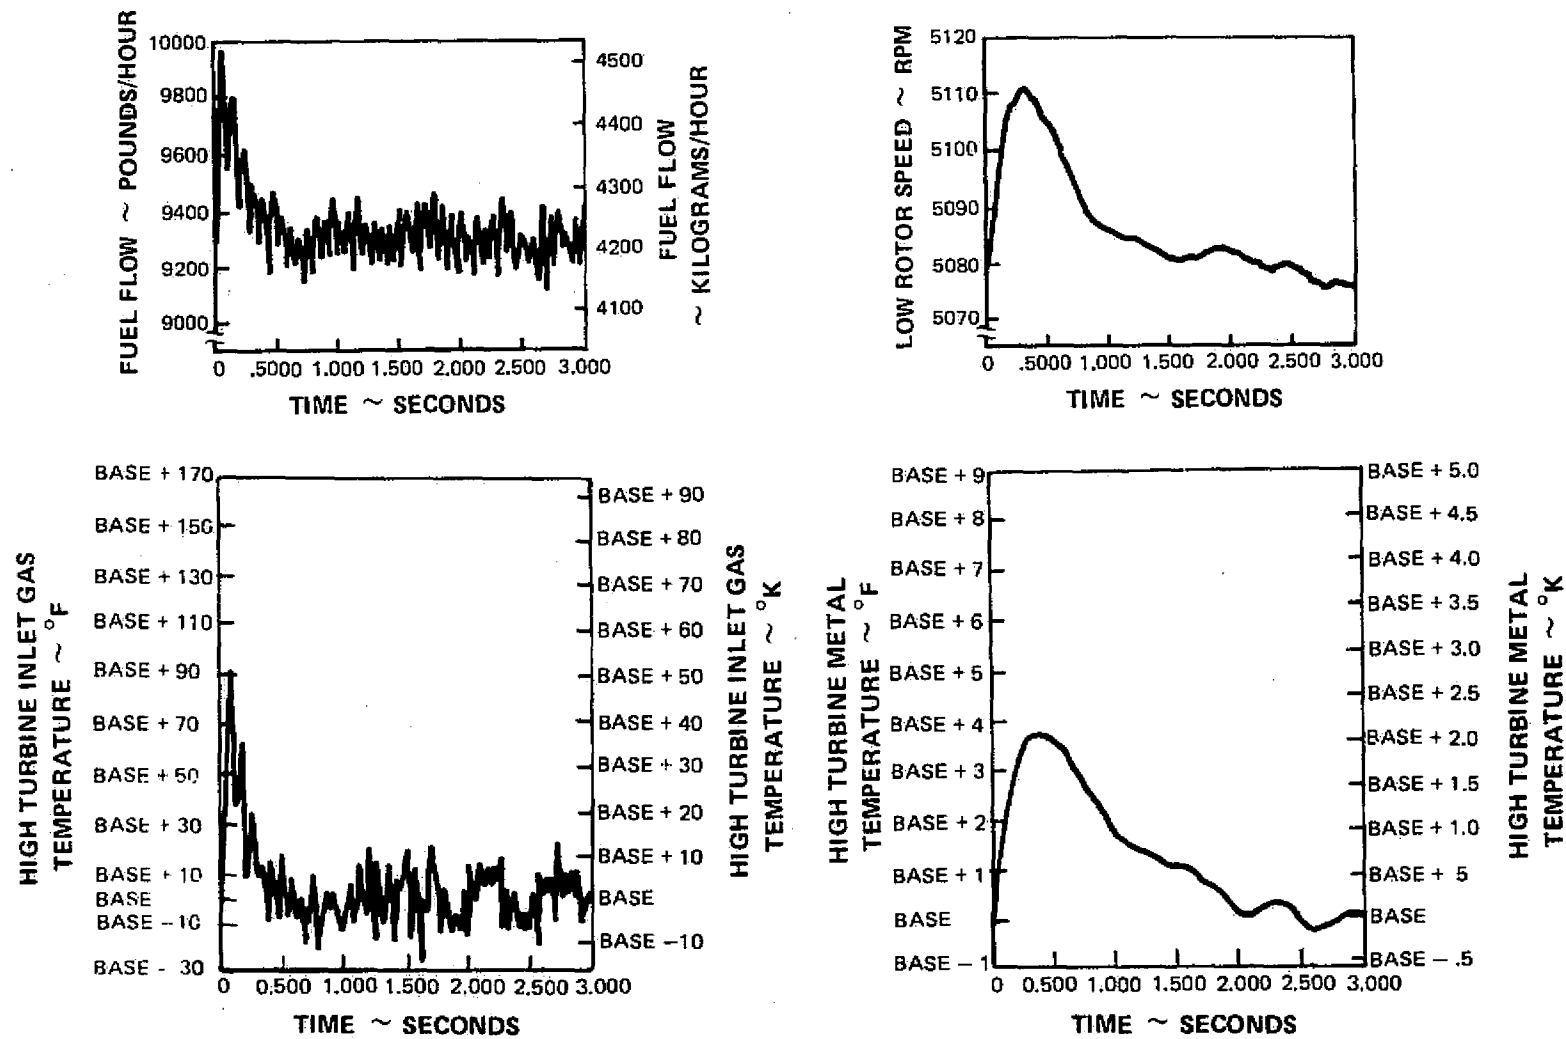 FUEL FLOW ~ POUNDS/HOUR
10000
9800
9600
9400
9200
9000
4500
4400
4300
4200
4100
FUEL FLOW
~ KILOGRAMS/HOUR
0 .5000 1.000 1.500 2.000 2.500 3.000
TIME ~ SECONDS
LOW ROTOR SPEED ~ RPM
5120
5110
5100
5090
5080
5070
0 .5000 1.000 1.500 2.000 2.500 3.000
TIME ~ SECONDS
HIGH TURBINE INLET GAS
TEMPERATURE ~ °F
BASE + 170
BASE + 150
BASE + 130
BASE + 110
BASE + 90
BASE + 70
BASE + 50
BASE + 30
BASE + 10
BASE
BASE -10
BASE - 30
BASE + 90
BASE + 80
BASE + 70
BASE + 60
BASE + 50
BASE + 40
BASE + 30
BASE + 20
BASE + 10
BASE
BASE -10
HIGH TURBINE INLET GAS
TEMPERATURE ~ °K
0 0.500 1.000 1.500 2.000 2.500 3.000
TIME ~ SECONDS
HIGH TURBINE METAL
TEMPERATURE ~ °F
BASE + 9
BASE + 8
BASE + 7
BASE + 6
BASE + 5
BASE + 4
BASE + 3
BASE + 2
BASE + 1
BASE
BASE - 1
BASE + 5.0
BASE + 4.5
BASE + 4.0
BASE + 3.5
BASE + 3.0
BASE + 2.5
BASE + 2.0
BASE + 1.5
BASE + 1.0
BASE + 5
BASE
BASE - .5
HIGH TURBINE METAL
TEMPERATURE ~ °K
0 0.500 1.000 1.500 2.000 2.500 3.000
TIME ~ SECONDS